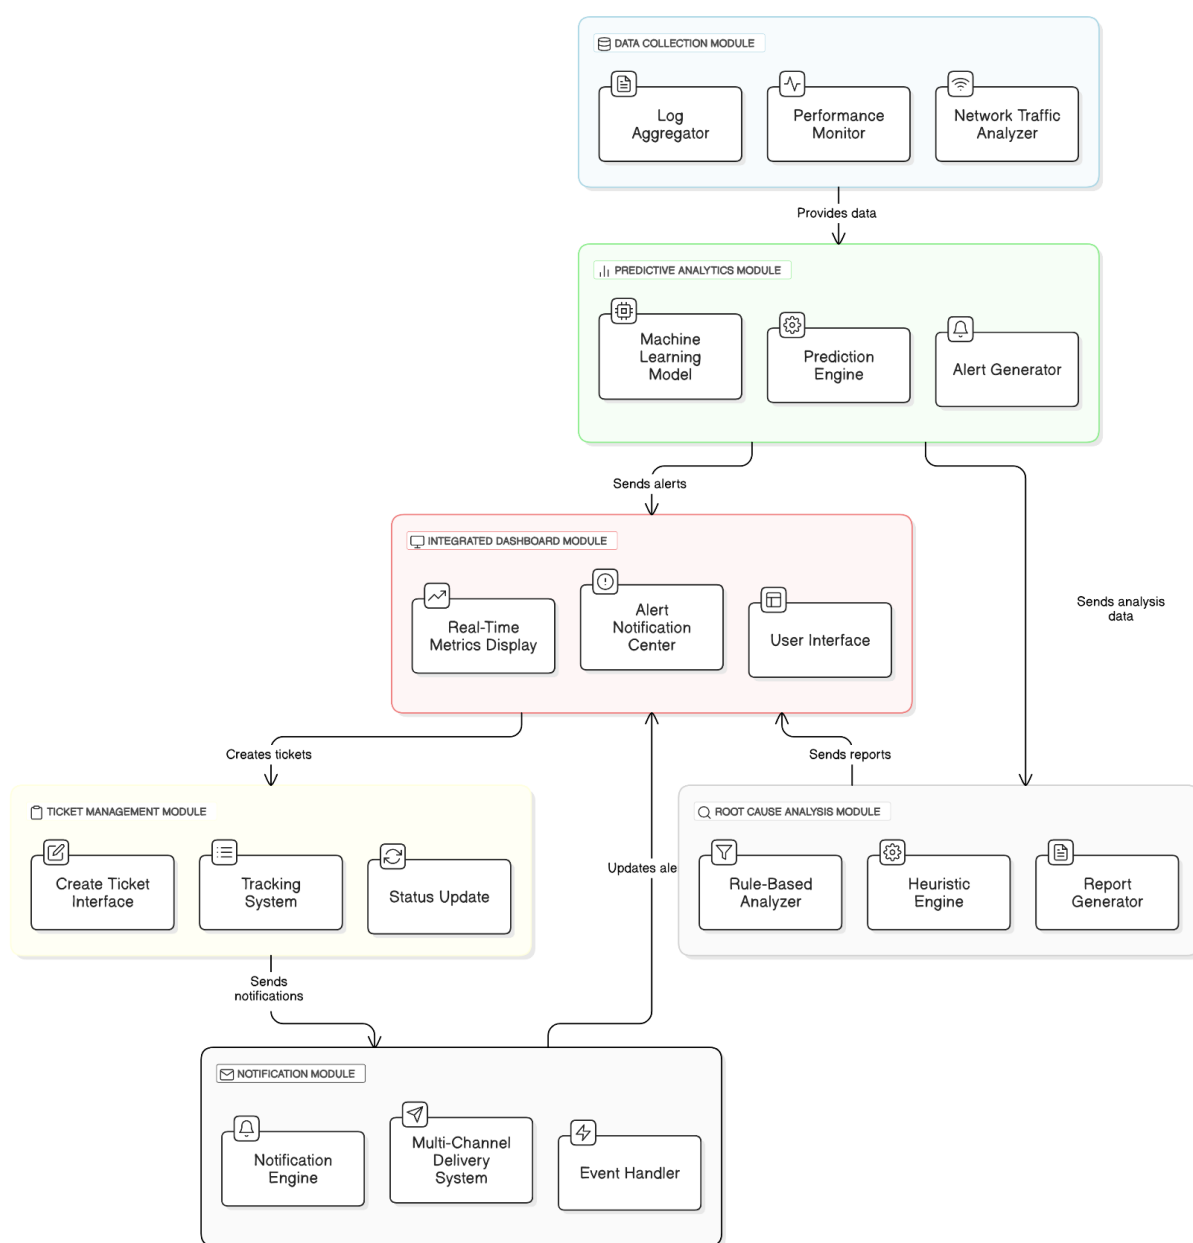 DATA COLLECTION MODULE
Log
Aggregator
Performance
Monitor
Network Traffic
Analyzer
Provides data
PREDICTIVE ANALYTICS MODULE
Machine
Learning
Model
Prediction
Engine
Alert Generator
Sends alerts
INTEGRATED DASHBOARD MODULE
Real-Time
Metrics Display
Alert
Notification
Center
User Interface
Sends analysis
data
Creates tickets
Sends reports
TICKET MANAGEMENT MODULE
Create Ticket
Interface
Tracking
System
Status Update
Updates ale
ROOT CAUSE ANALYSIS MODULE
Rule-Based
Analyzer
Heuristic
Engine
Report
Generator
Sends
notifications
NOTIFICATION MODULE
Notification
Engine
Multi-Channel
Delivery
System
Event Handler